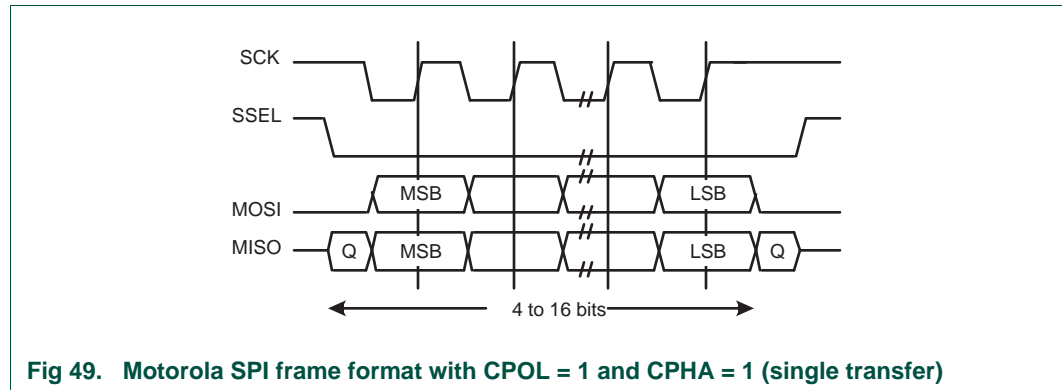 SCK
SSEL
MOSI MSB LSB
MISO Q MSB LSB Q
4 to 16 bits
Fig 49. Motorola SPI frame format with CPOL = 1 and CPHA = 1 (single transfer)